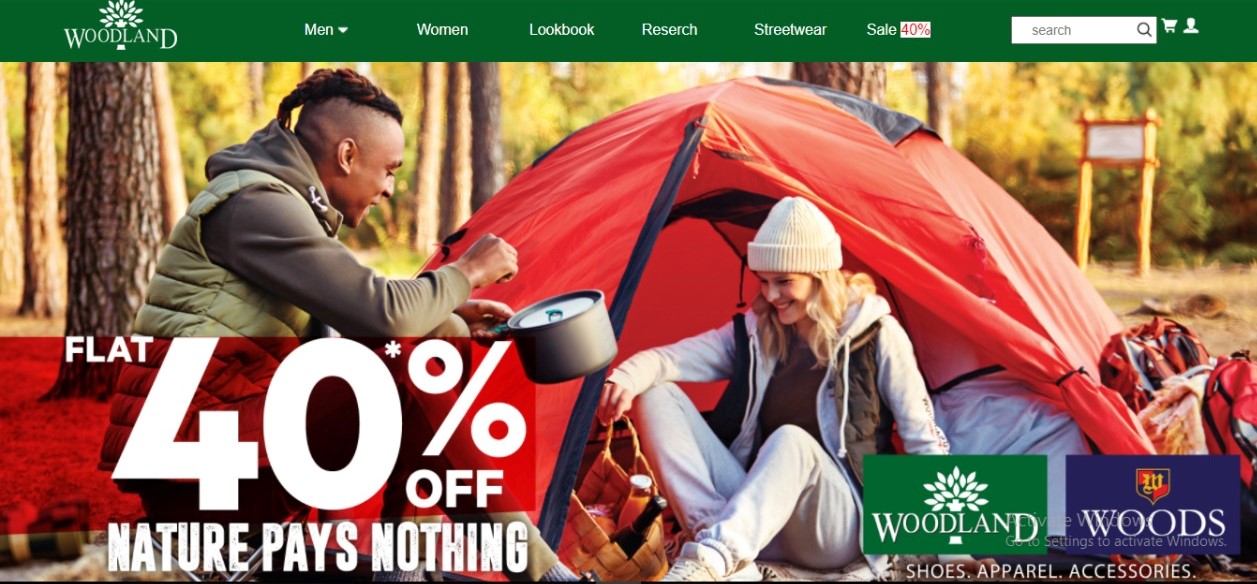 WOODLAND
Men
Women
Lookbook
Reserch
Streetwear
Sale 40%
search
FLAT
40*%
OFF
NATURE PAYS NOTHING
WOODLAND
W
WOODS
Activate Windows
Go to Settings to activate Windows.
SHOES. APPAREL. ACCESSORIES.